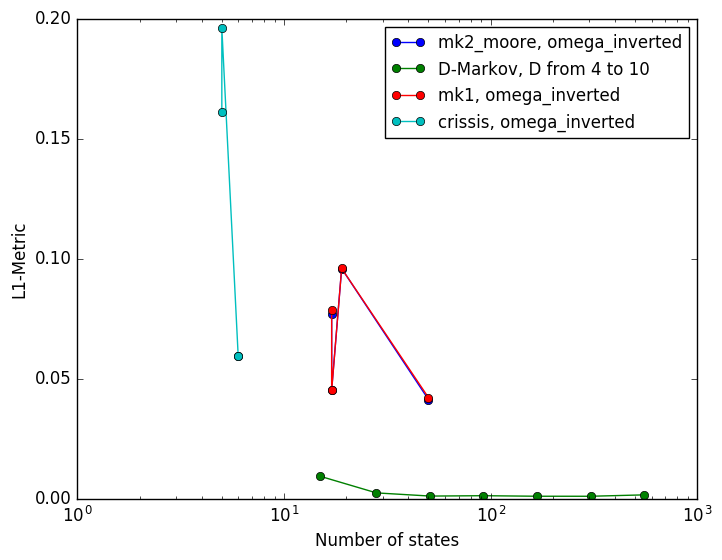 0.20
0.15
0.10
0.05
0.00
L1-Metric
mk2_moore, omega_inverted
D-Markov, D from 4 to 10
mk1, omega_inverted
crissis, omega_inverted
10^0 10^1 10^2 10^3
Number of states